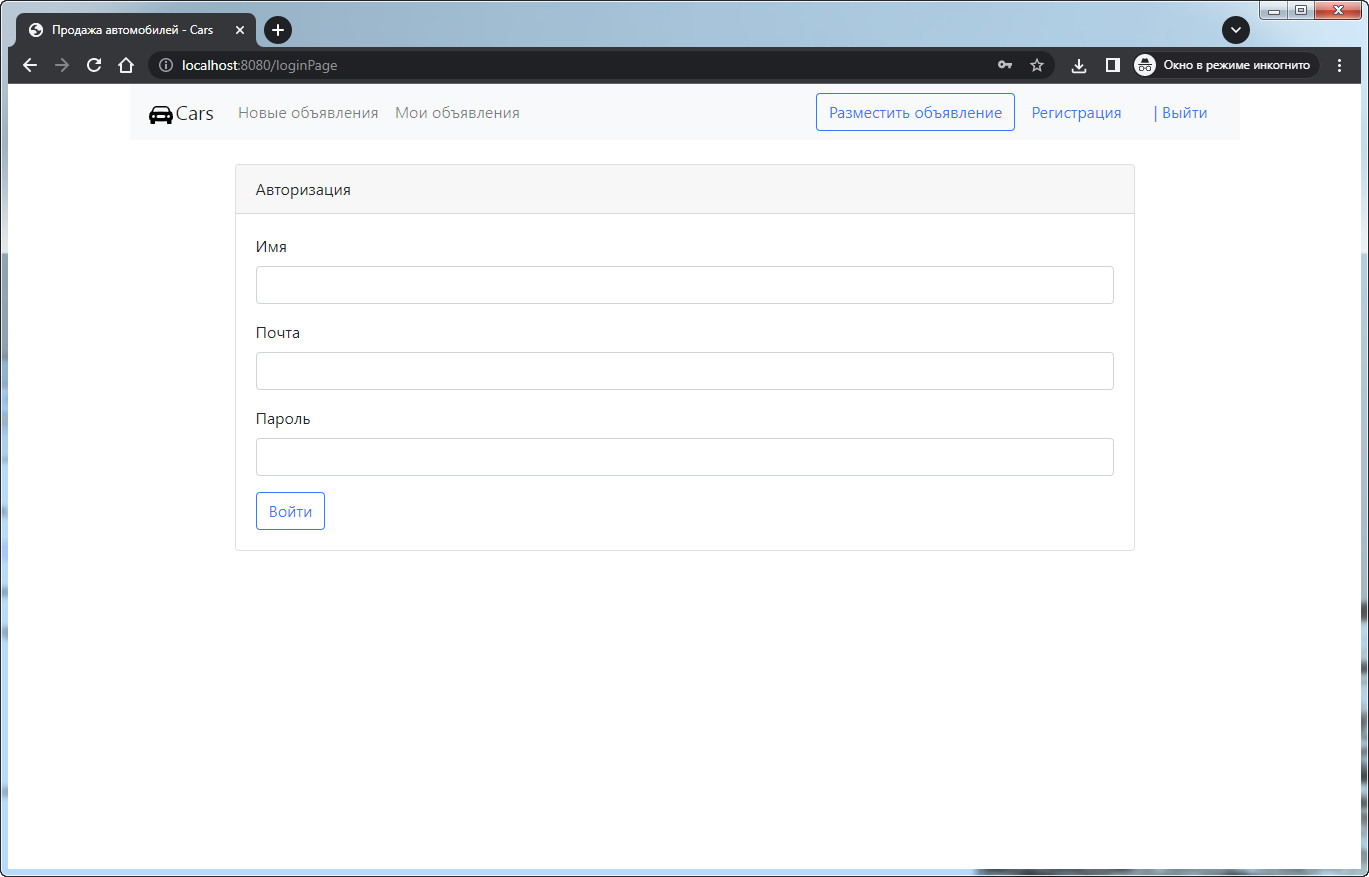 Продажа автомобилей - Cars
localhost:8080/loginPage
Окно в режиме инкогнито
Cars Новые объявления Мои объявления Разместить объявление Регистрация | Выйти
Авторизация
Имя
Почта
Пароль
Войти